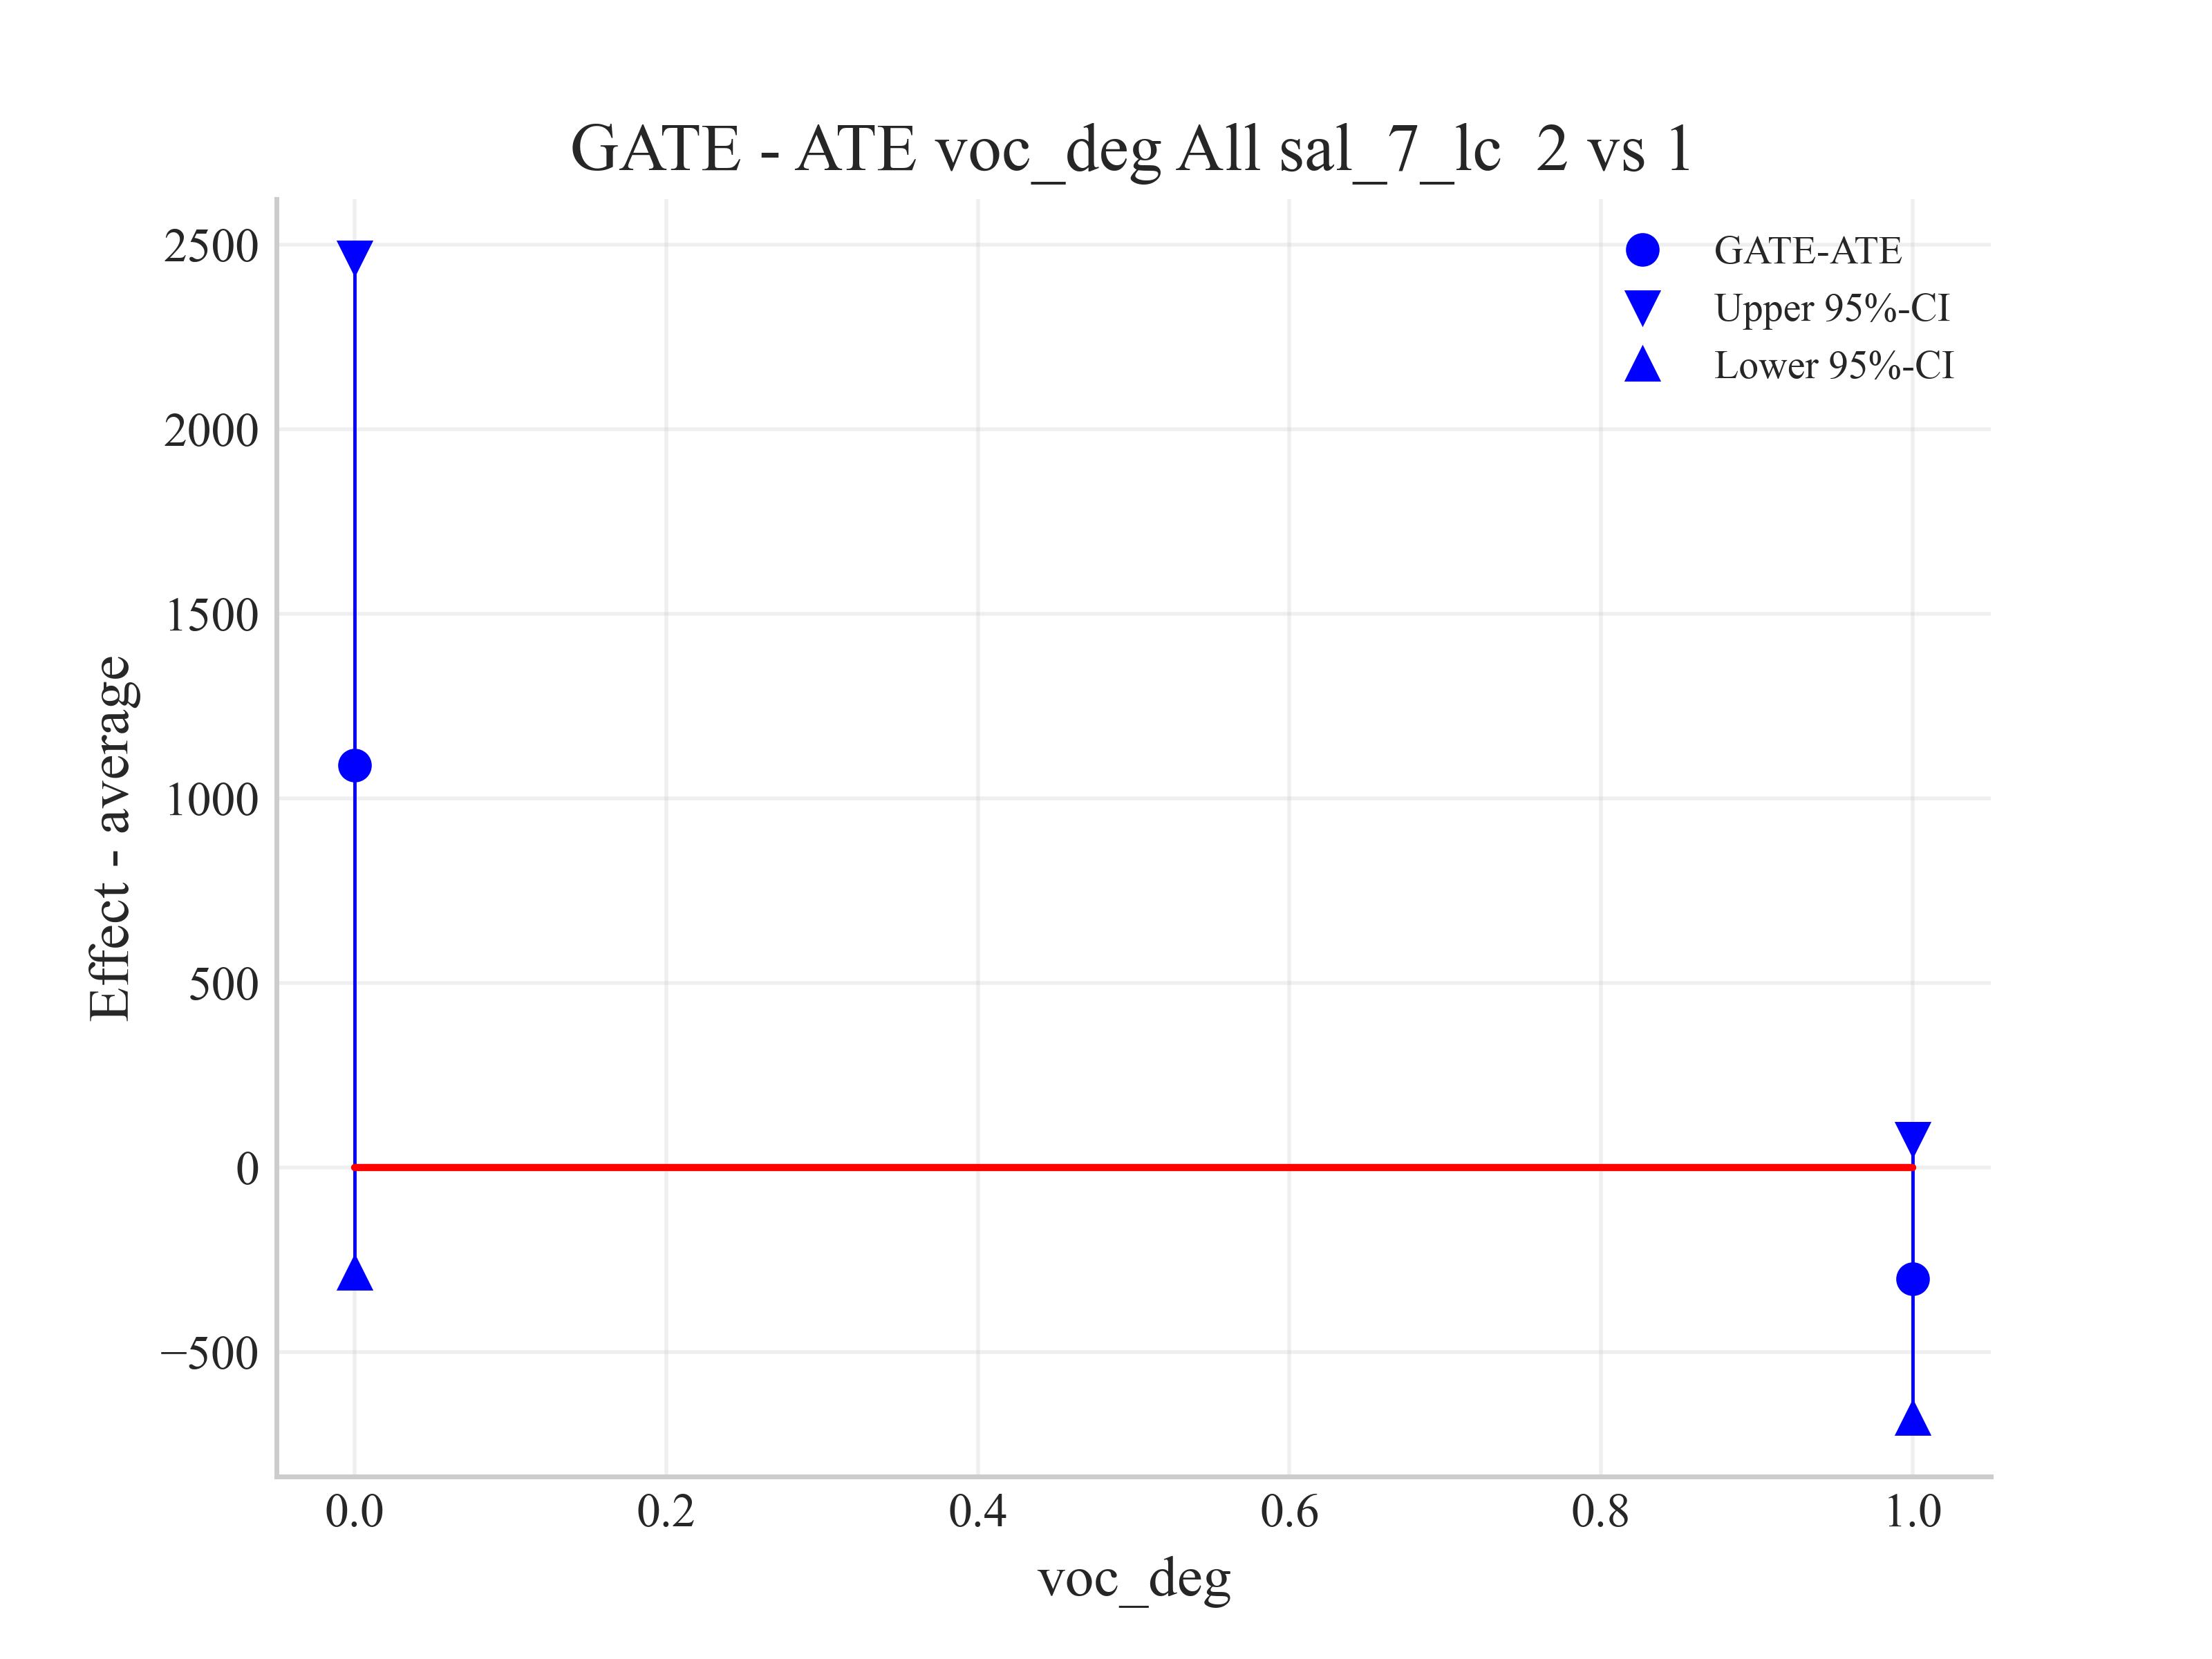 GATE - ATE voc_deg All sal_7_lc  2 vs 1
GATE-ATE
Upper 95%-CI
Lower 95%-CI
2500
2000
1500
1000
500
0
−500
Effect - average
0.0 0.2 0.4 0.6 0.8 1.0
voc_deg